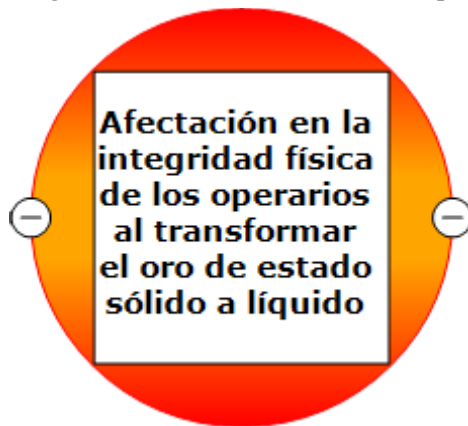 Afectación en la
integridad física
de los operarios
al transformar
el oro de estado
sólido a líquido